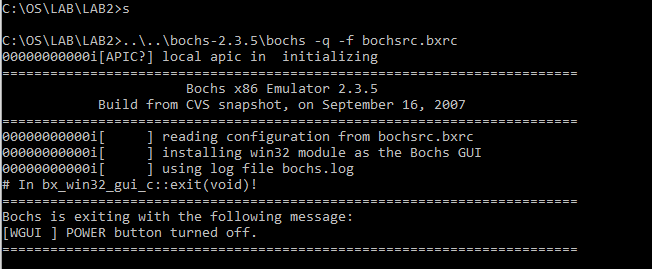 C:\OS\LAB\LAB2>s
C:\OS\LAB\LAB2>..\..\bochs-2.3.5\bochs -q -f bochsrc.bxrc
00000000000i[APIC?] local apic in  initializing
========================================================================
Bochs x86 Emulator 2.3.5
Build from CVS snapshot, on September 16, 2007
========================================================================
00000000000i[     ] reading configuration from bochsrc.bxrc
00000000000i[     ] installing win32 module as the Bochs GUI
00000000000i[     ] using log file bochs.log
# In bx_win32_gui_c::exit(void)!
========================================================================
Bochs is exiting with the following message:
[WGUI ] POWER button turned off.
========================================================================